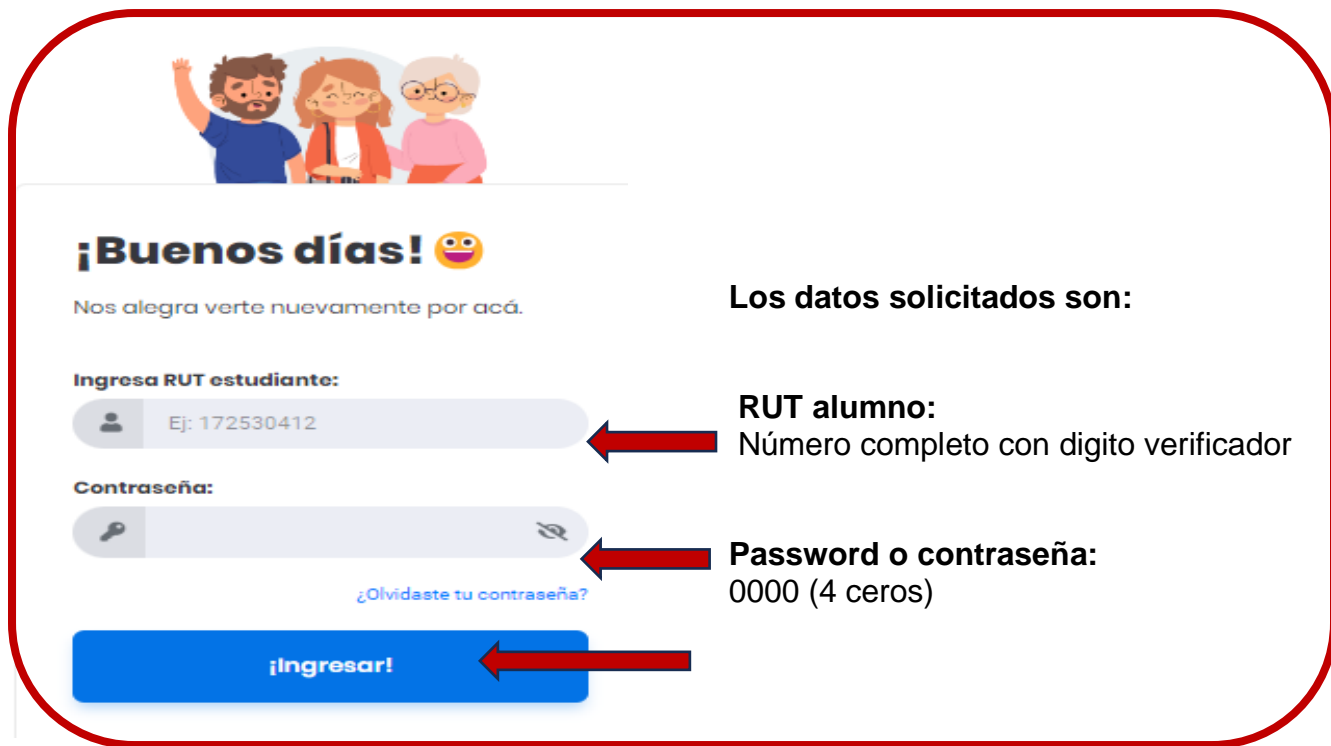 ¡Buenos días!
Nos alegra verte nuevamente por acá.
Ingresa RUT estudiante:
Ej: 172530412
Contraseña:
¿Olvidaste tu contraseña?
¡Ingresar!
Los datos solicitados son:
RUT alumno:
Número completo con digito verificador
Password o contraseña:
0000 (4 ceros)